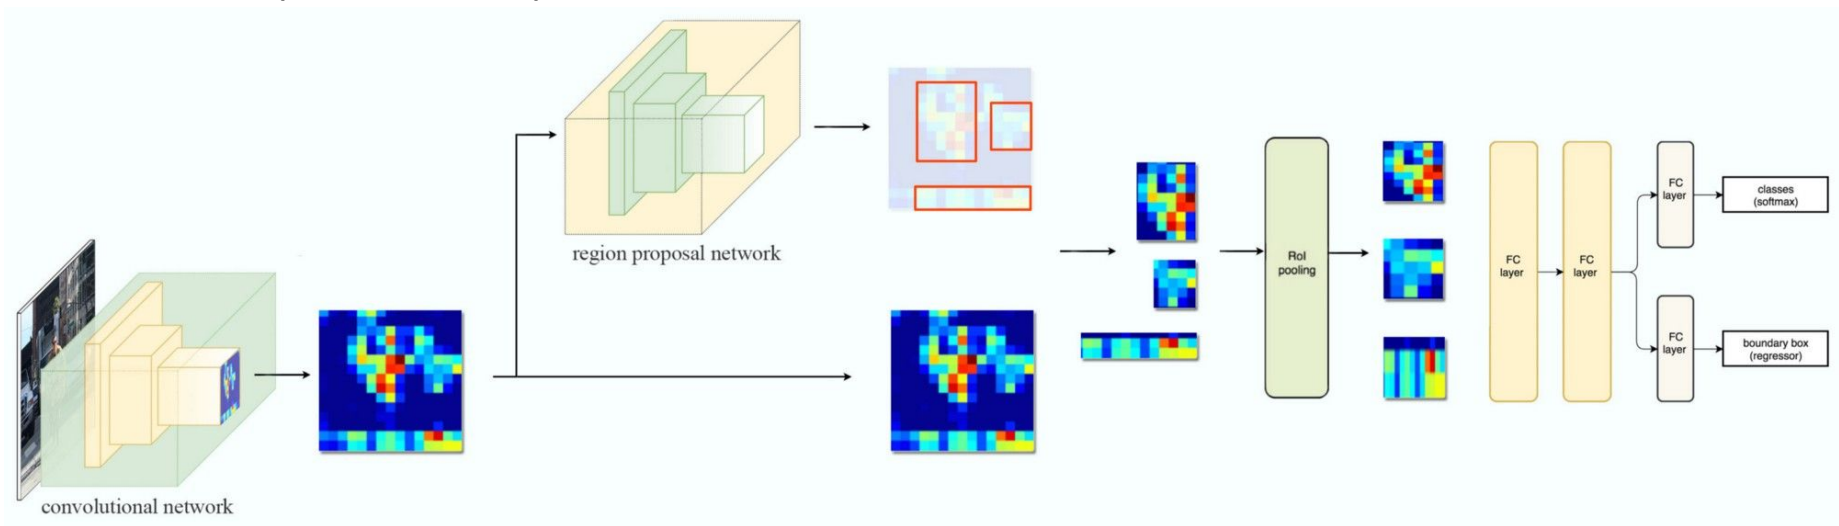 convolutional network
region proposal network
RoI
pooling
FC
layer
FC
layer
FC
layer
classes
(softmax)
FC
layer
boundary box
(regressor)